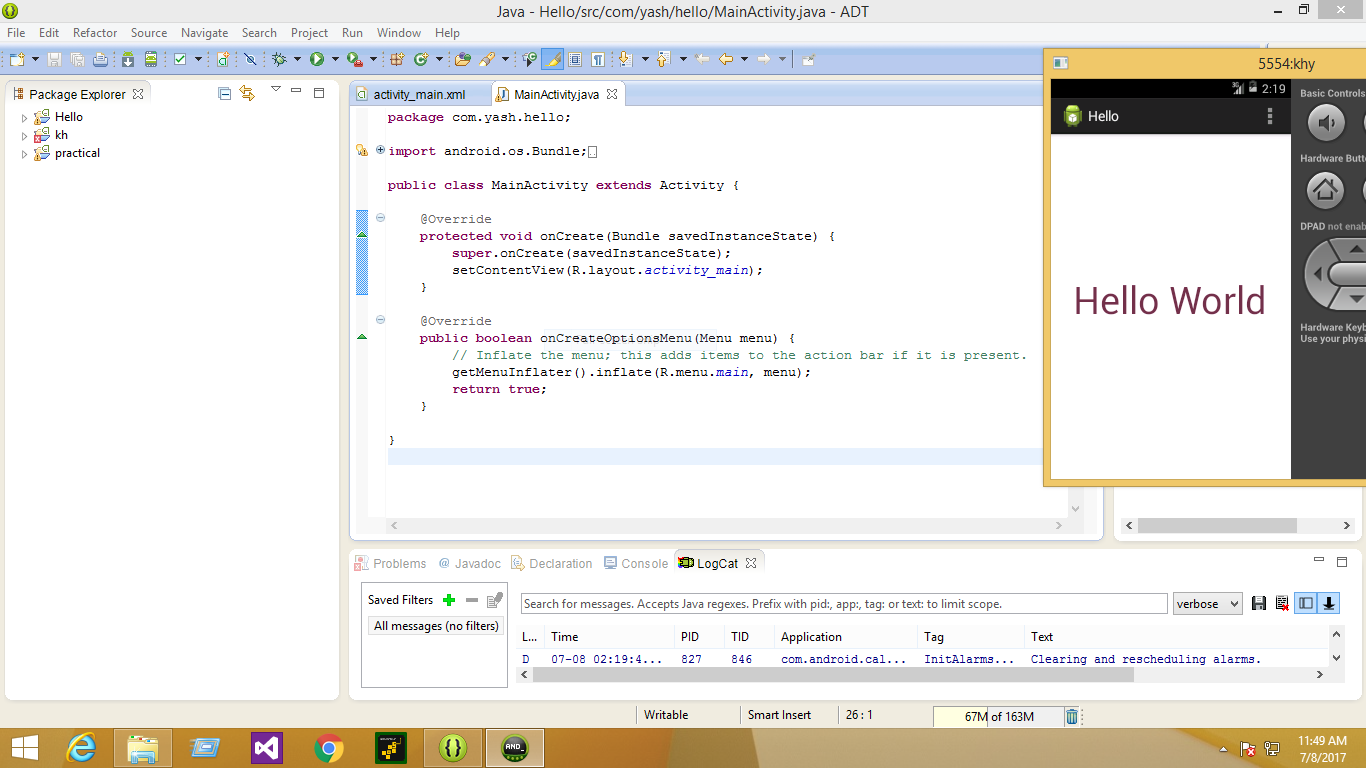 Java - Hello/src/com/yash/hello/MainActivity.java - ADT
File Edit Refactor Source Navigate Search Project Run Window Help
Package Explorer
Hello
kh
practical
activity_main.xml
MainActivity.java
package com.yash.hello;
import android.os.Bundle;
public class MainActivity extends Activity {
@Override
protected void onCreate(Bundle savedInstanceState) {
super.onCreate(savedInstanceState);
setContentView(R.layout.activity_main);
}
@Override
public boolean onCreateOptionsMenu(Menu menu) {
// Inflate the menu; this adds items to the action bar if it is present.
getMenuInflater().inflate(R.menu.main, menu);
return true;
}
}
5554:khy
3G 2:19
Hello
Hello World
Basic Controls
Hardware Butt
DPAD not enab
Hardware Keyb
Use your physi
Problems @ Javadoc Declaration Console LogCat
Saved Filters
All messages (no filters)
Search for messages. Accepts Java regexes. Prefix with pid:, app:, tag: or text: to limit scope.
verbose
L... Time PID TID Application Tag Text
D 07-08 02:19:4... 827 846 com.android.cal... InitAlarms... Clearing and rescheduling alarms.
Writable Smart Insert 26 : 1 67M of 163M
AND
11:49 AM
7/8/2017